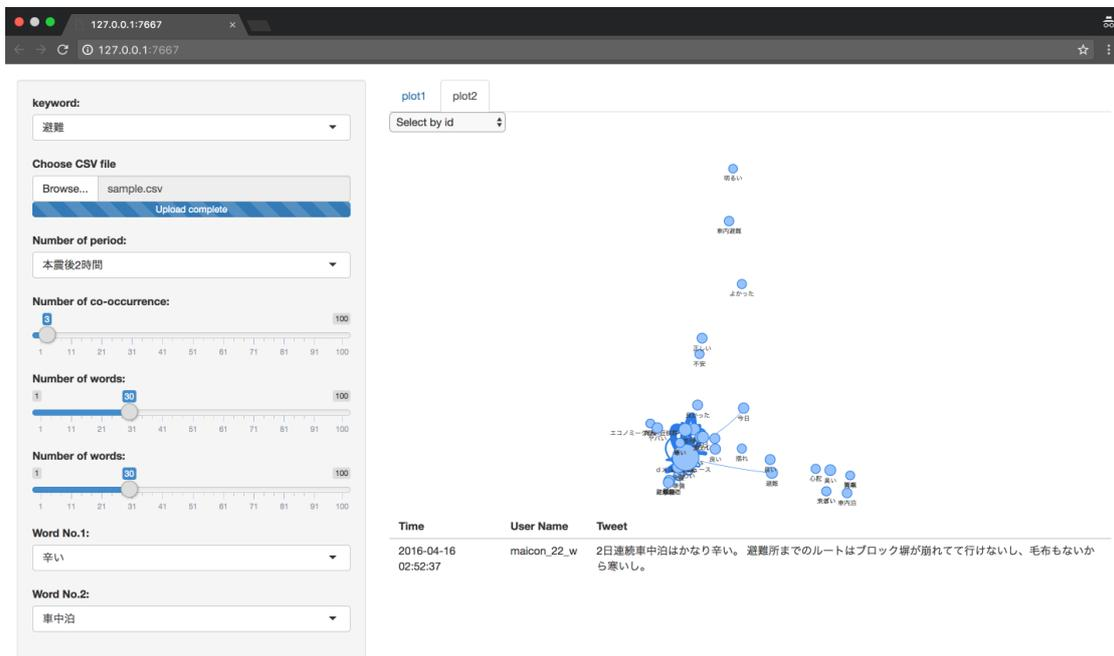 127.0.0.1:7667
127.0.0.1:7667
keyword:
避難
Choose CSV file
Browse... sample.csv
Upload complete
Number of period:
本震後2時間
Number of co-occurrence:
3 100
1 11 21 31 41 51 61 71 81 91 100
Number of words:
1 30 100
1 11 21 31 41 51 61 71 81 91 100
Number of words:
1 30 100
1 11 21 31 41 51 61 71 81 91 100
Word No.1:
辛い
Word No.2:
車中泊
plot1 plot2
Select by id
明るい
車内避難
よかった
正しい
不安
今日
良い
揺れ
避難
心配
臭い
車内泊
Time User Name Tweet
2016-04-16 maicon_22_w 2日連続車中泊はかなり辛い。 避難所までのルートはブロック塀が崩れてて行けないし、毛布もないか
02:52:37 ら寒いし。